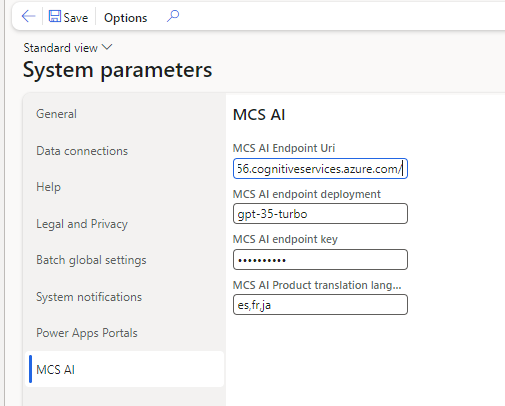 Save Options
Standard view
System parameters
General
Data connections
Help
Legal and Privacy
Batch global settings
System notifications
Power Apps Portals
MCS AI
MCS AI
MCS AI Endpoint Uri
56.cognitiveservices.azure.com/
MCS AI endpoint deployment
gpt-35-turbo
MCS AI endpoint key
••••••••••
MCS AI Product translation lang...
es,fr,ja